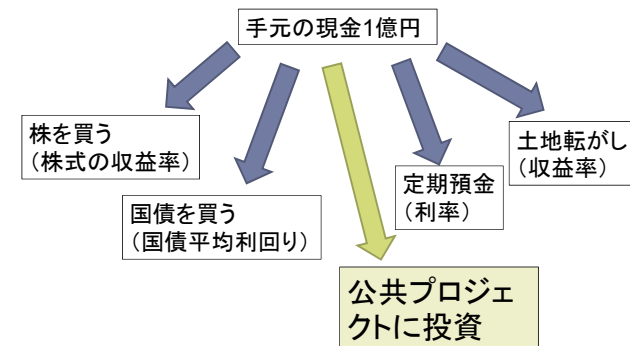 手元の現金1億円
株を買う
（株式の収益率）
国債を買う
（国債平均利回り）
定期預金
（利率）
土地転がし
（収益率）
公共プロジェ
クトに投資